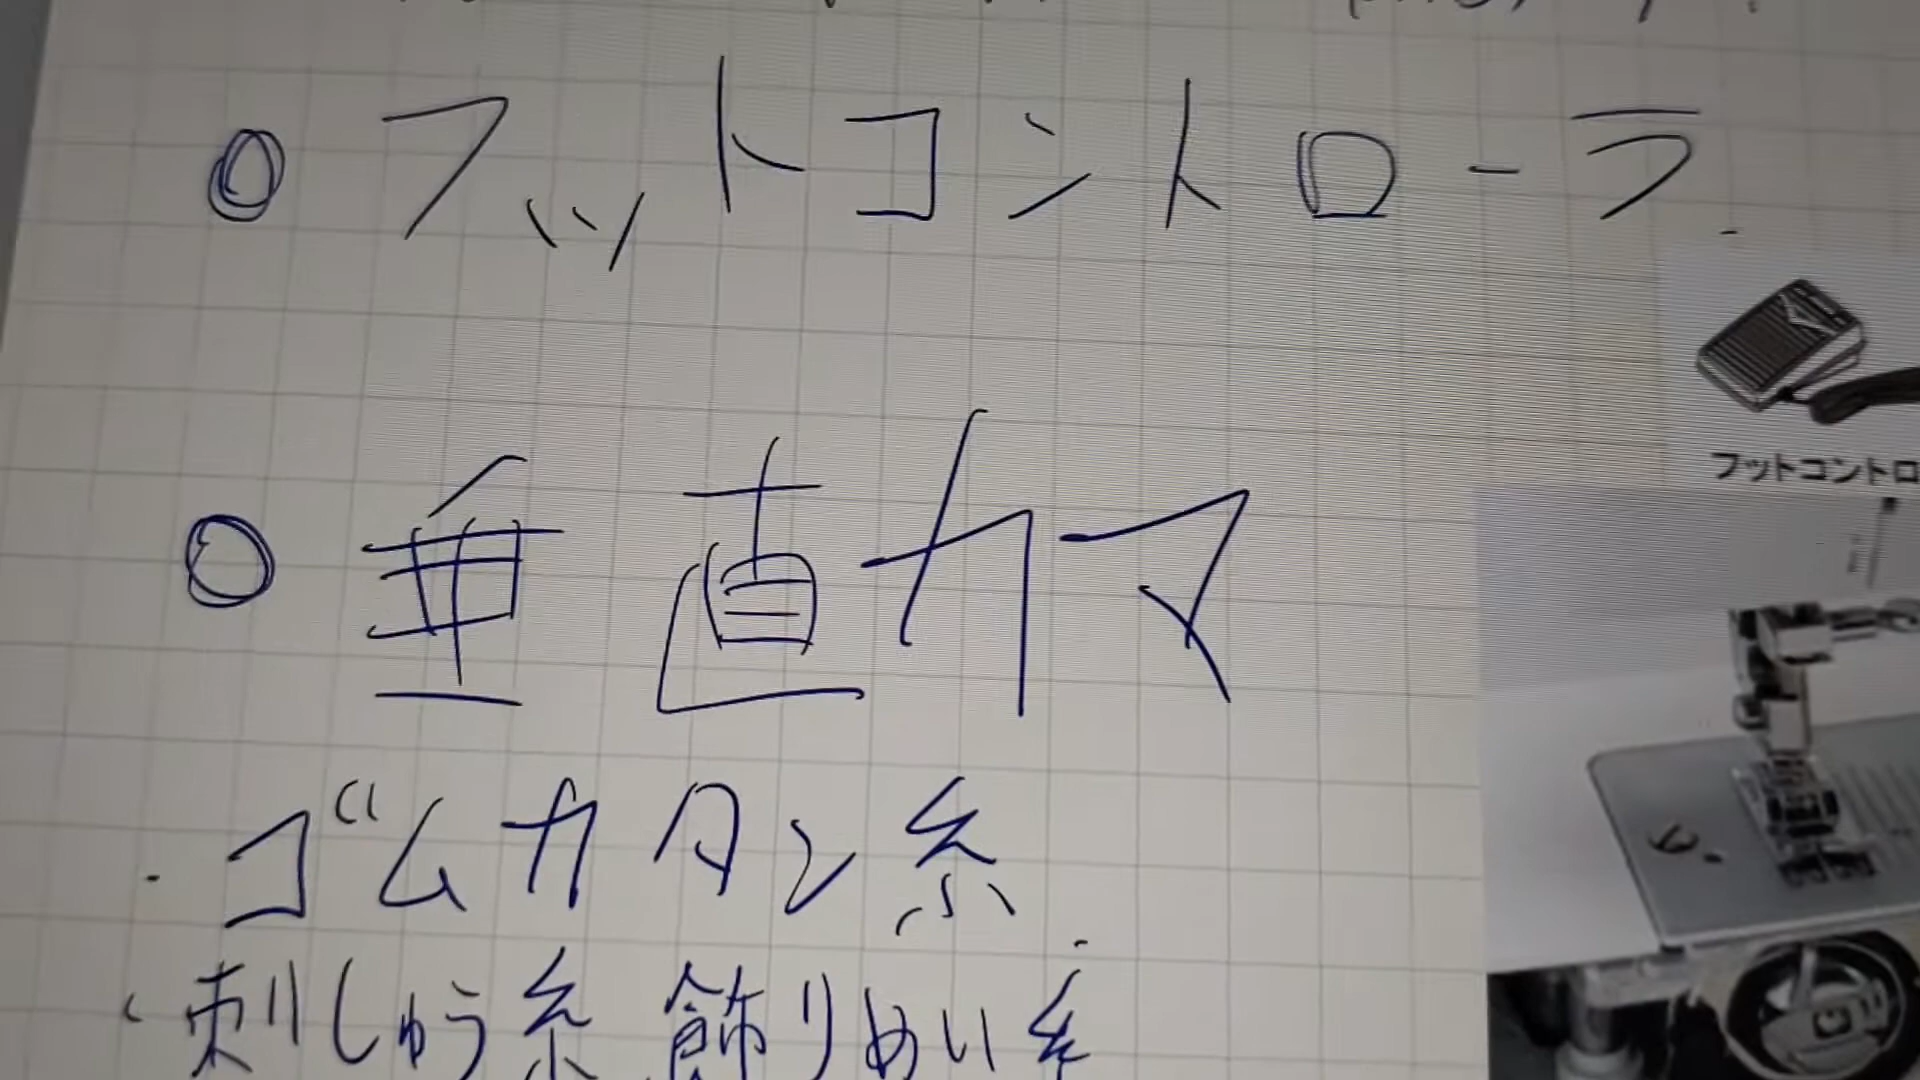 ○フットコントローラ
フットコントロ
○垂直カマ
・ゴムカタン糸
・刺しゅう糸 飾りぬい糸